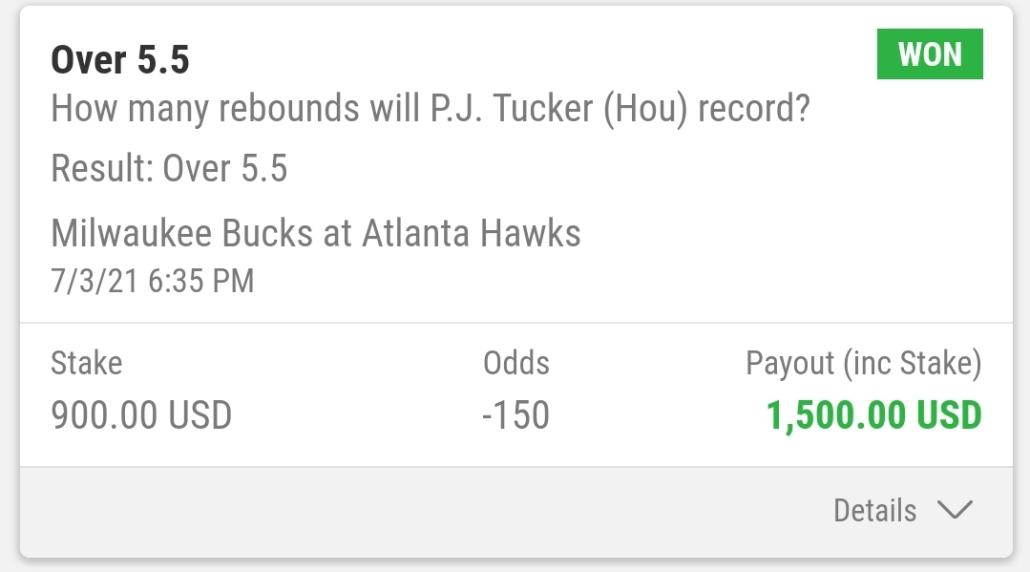 Over 5.5
WON
How many rebounds will P.J. Tucker (Hou) record?
Result: Over 5.5
Milwaukee Bucks at Atlanta Hawks
7/3/21 6:35 PM
Stake Odds Payout (inc Stake)
900.00 USD -150 1,500.00 USD
Details